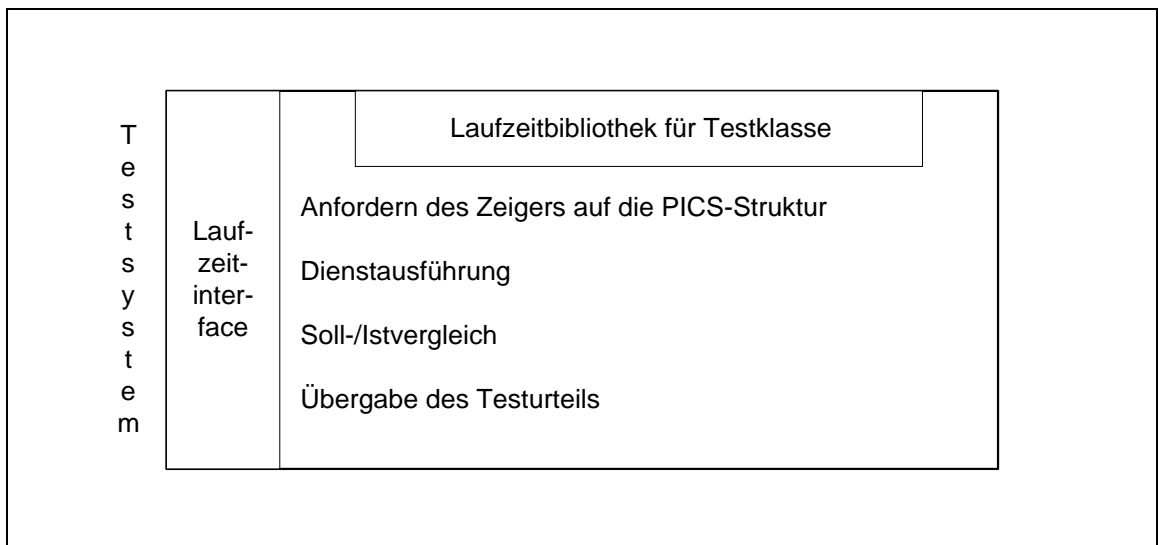 T
e
s
t
s
y
s
t
e
m
Lauf-
zeit-
inter-
face
Laufzeitbibliothek für Testklasse
Anfordern des Zeigers auf die PICS-Struktur
Dienstausführung
Soll-/Istvergleich
Übergabe des Testurteils